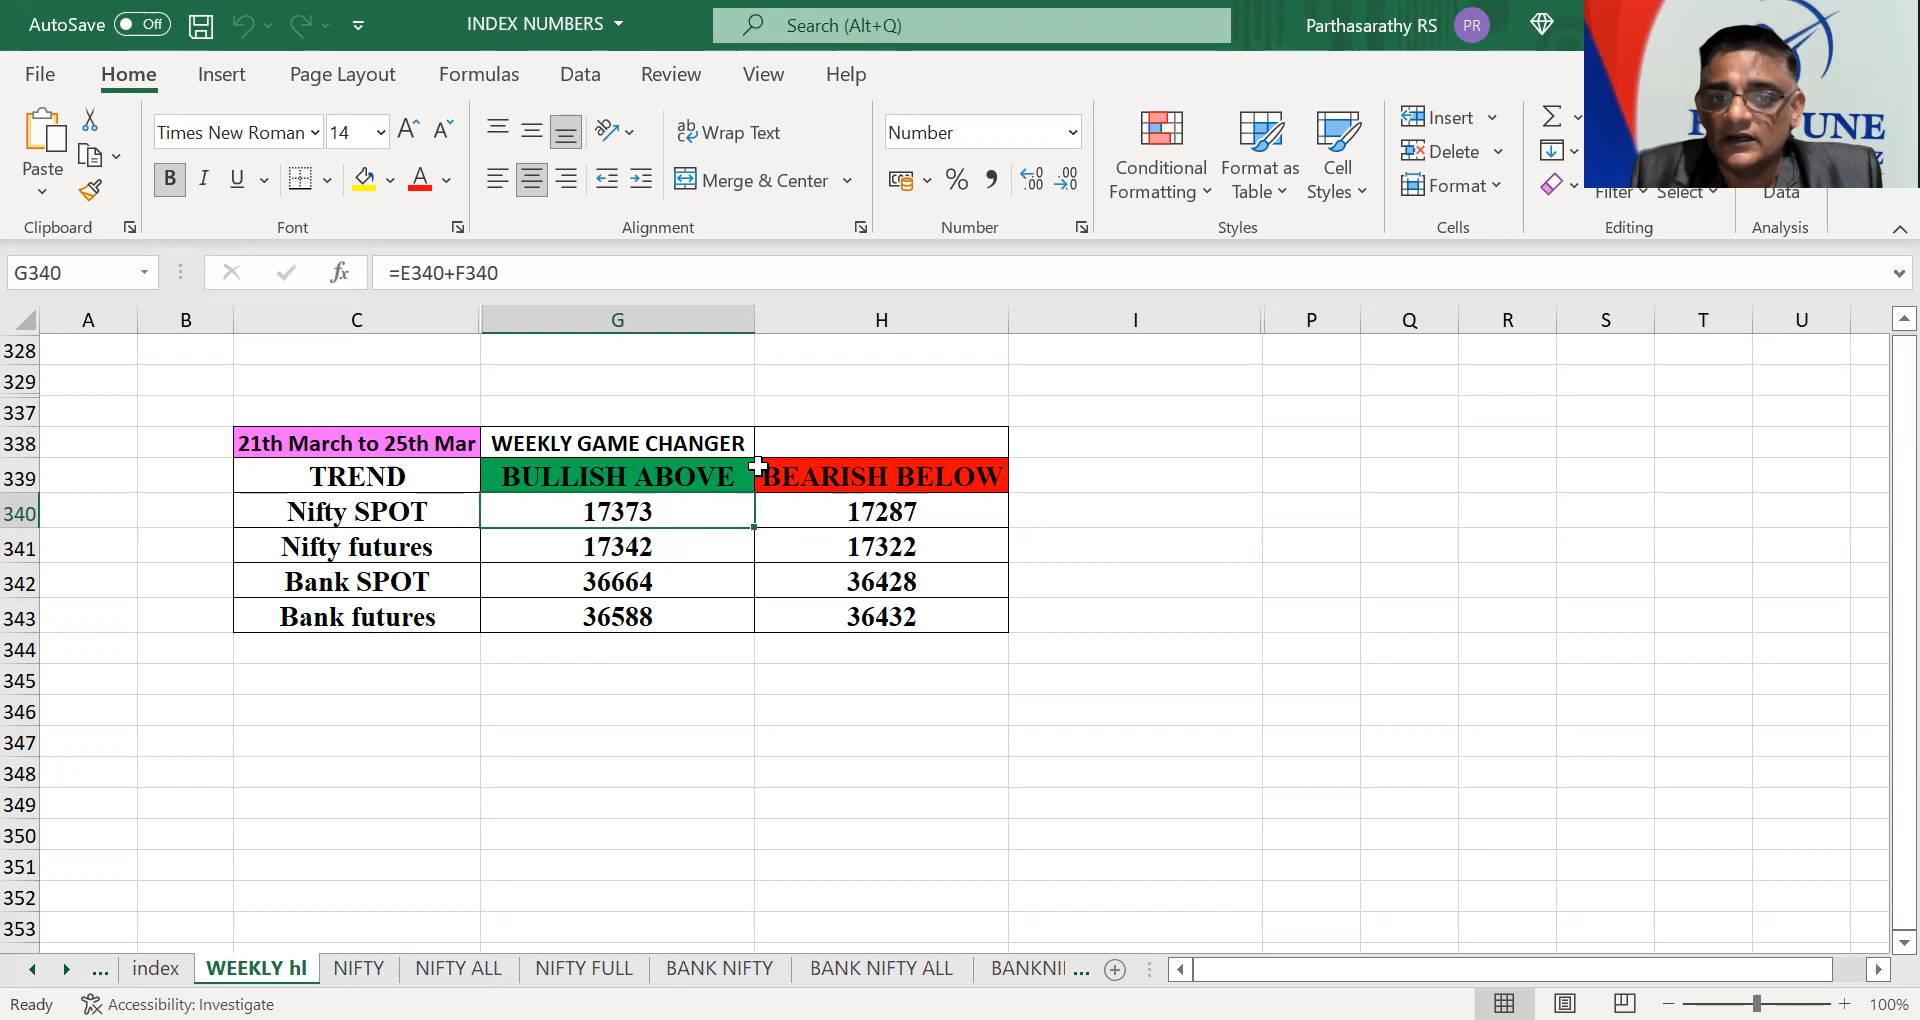 AutoSave Off INDEX NUMBERS Search (Alt+Q) Parthasarathy RS PR
File Home Insert Page Layout Formulas Data Review View Help
Paste Times New Roman 14 Wrap Text Number Conditional Formatting Format as Table Cell Styles Insert UNE
B I U Merge & Center % Delete
Format Filter Select Data
Clipboard Font Alignment Number Styles Cells Editing Analysis
G340 fx =E340+F340
A B C G H I P Q R S T U
328
329
337
338 21th March to 25th Mar WEEKLY GAME CHANGER
339 TREND BULLISH ABOVE BEARISH BELOW
340 Nifty SPOT 17373 17287
341 Nifty futures 17342 17322
342 Bank SPOT 36664 36428
343 Bank futures 36588 36432
344
345
346
347
348
349
350
351
352
353
... index WEEKLY hl NIFTY NIFTY ALL NIFTY FULL BANK NIFTY BANK NIFTY ALL BANKNII ...
Ready Accessibility: Investigate 100%